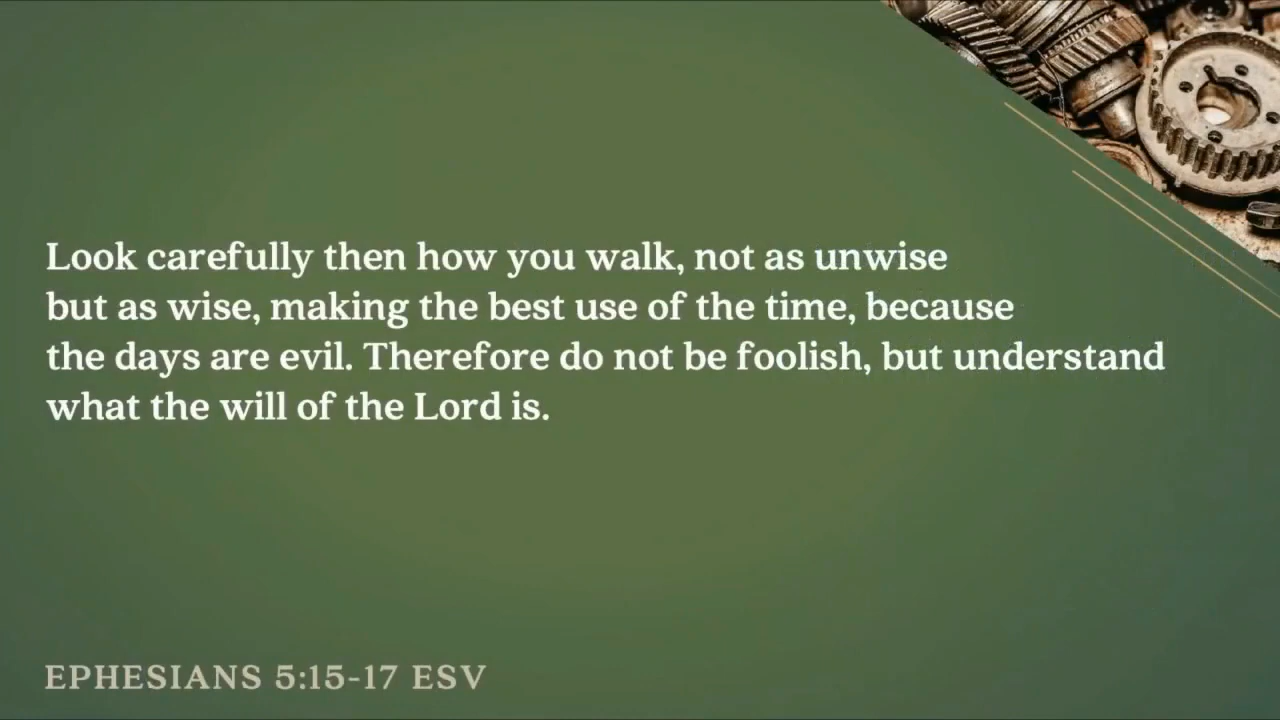 Look carefully then how you walk, not as unwise
but as wise, making the best use of the time, because
the days are evil. Therefore do not be foolish, but understand
what the will of the Lord is.
EPHESIANS 5:15-17 ESV